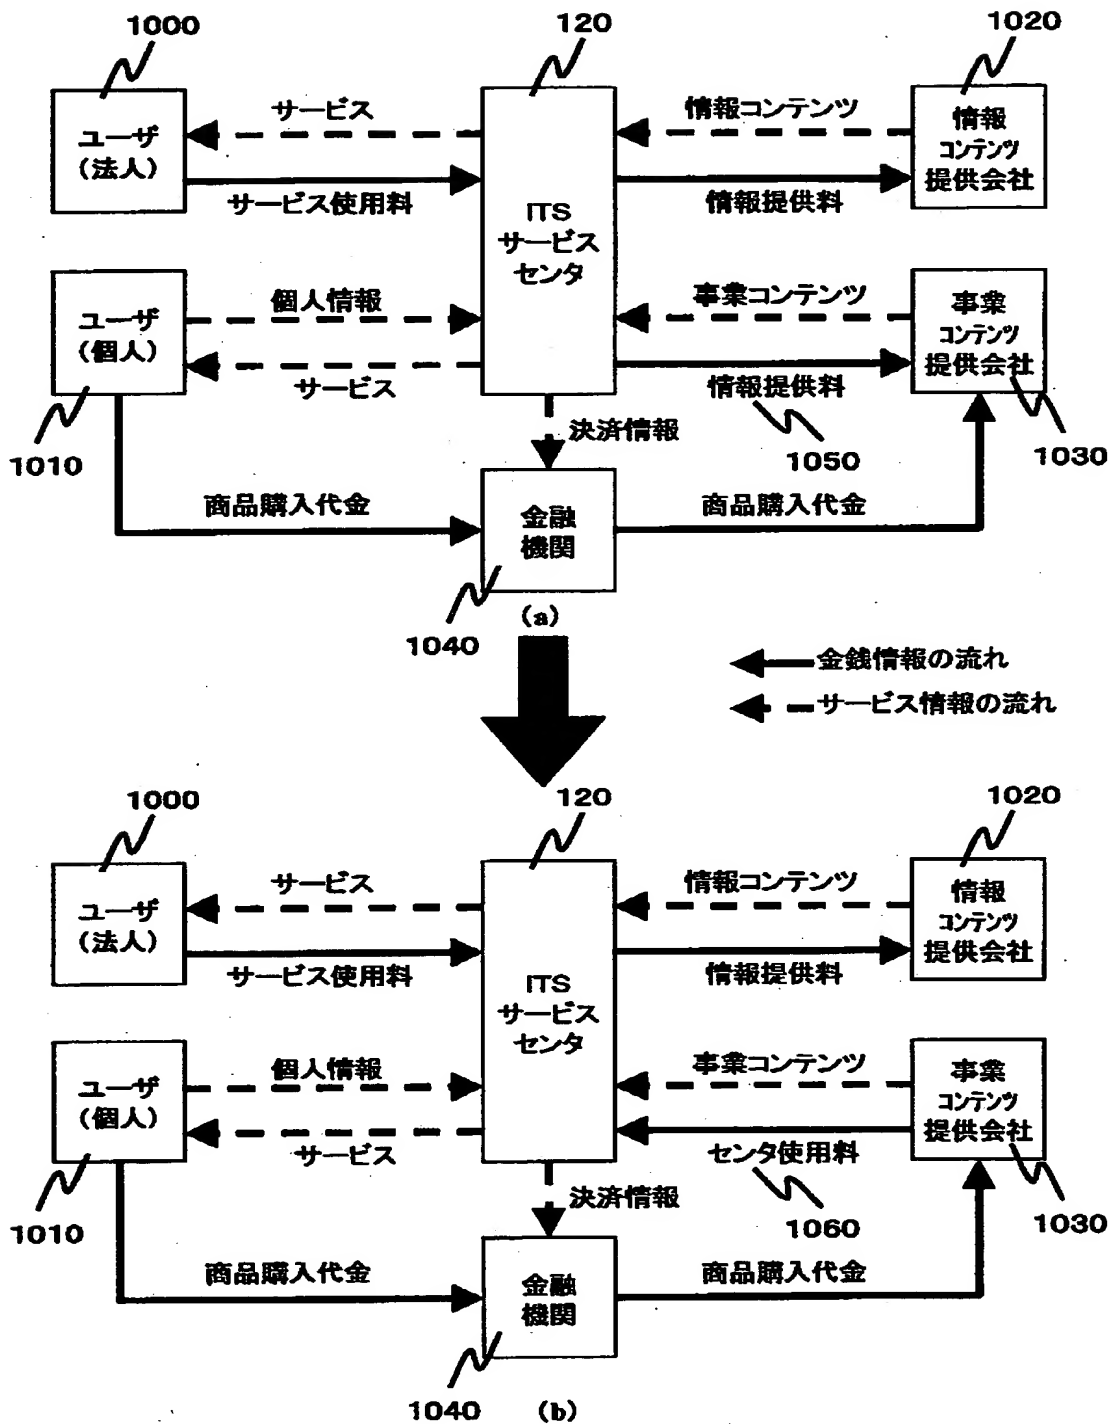 1000
120
1020
サービス
情報コンテンツ
ユーザ
(法人)
情報
コンテンツ
提供会社
サービス使用料
情報提供料
ITS
サービス
センタ
個人情報
事業コンテンツ
ユーザ
(個人)
事業
コンテンツ
提供会社
サービス
情報提供料
決済情報
1010
1050
1030
商品購入代金
商品購入代金
金融
機関
1040
(a)
金銭情報の流れ
サービス情報の流れ
1000
120
1020
サービス
情報コンテンツ
ユーザ
(法人)
情報
コンテンツ
提供会社
サービス使用料
情報提供料
ITS
サービス
センタ
個人情報
事業コンテンツ
ユーザ
(個人)
事業
コンテンツ
提供会社
サービス
センタ使用料
決済情報
1010
1060
1030
商品購入代金
商品購入代金
金融
機関
1040
(b)